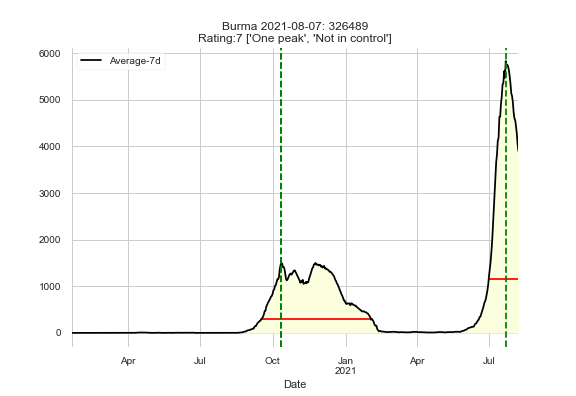 Burma 2021-08-07: 326489
Rating:7 ['One peak', 'Not in control']
Average-7d
6000
5000
4000
3000
2000
1000
0
Apr
Jul
Oct
Jan
2021
Apr
Jul
Date